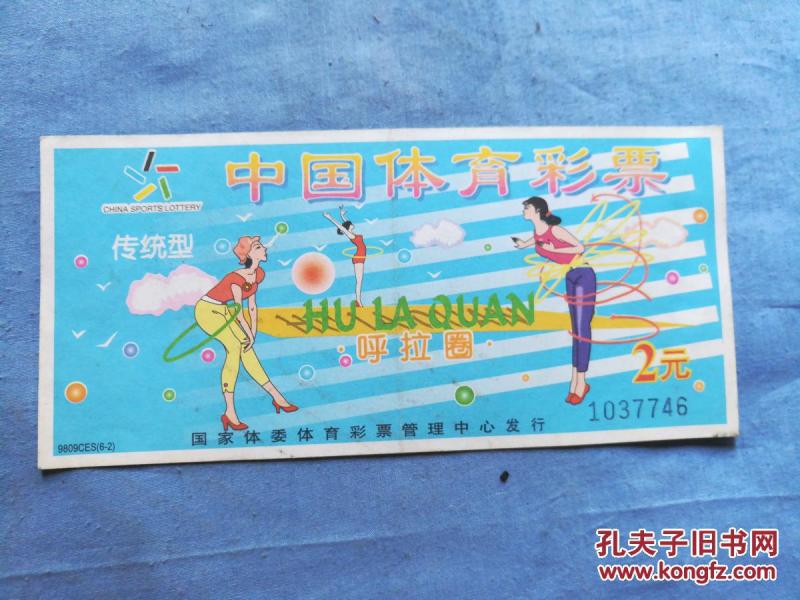 中国体育彩票
CHINA SPORTS LOTTERY
传统型
HU LA QUAN
·呼拉圈·
2元
1037746
国家体委体育彩票管理中心发行
9809CES(6-2)
孔夫子旧书网
www.kongfz.com